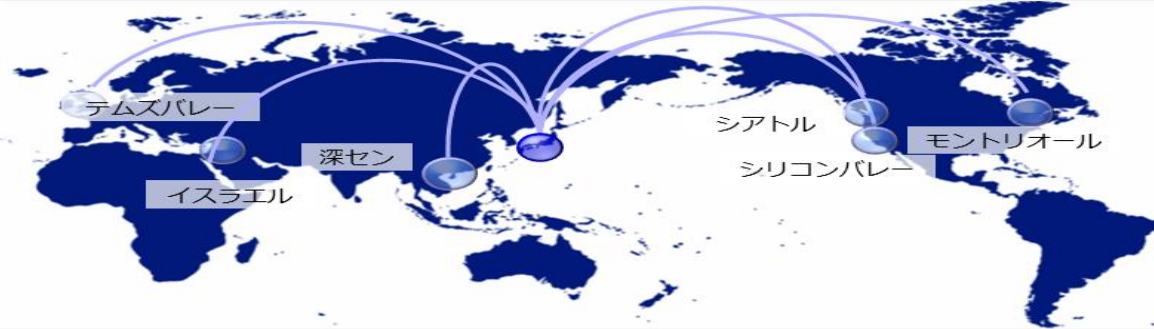 テムズバレー
イスラエル
深セン
シアトル
モントリオール
シリコンバレー